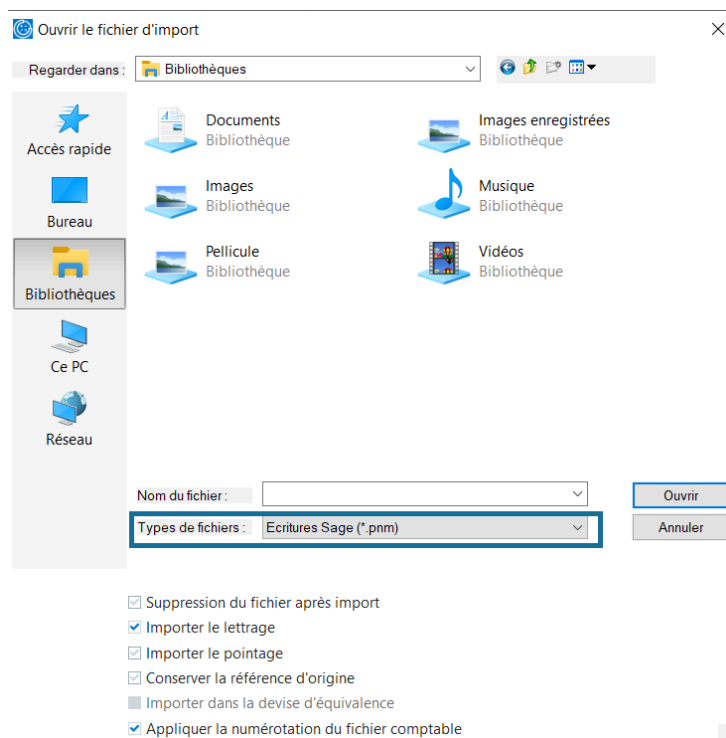 Ouvrir le fichier d'import
Regarder dans : Bibliothèques
Accès rapide
Bureau
Bibliothèques
Ce PC
Réseau
Documents
Bibliothèque
Images enregistrées
Bibliothèque
Images
Bibliothèque
Musique
Bibliothèque
Pellicule
Bibliothèque
Vidéos
Bibliothèque
Nom du fichier : Ouvrir
Types de fichiers : Ecritures Sage (*.pnm) Annuler
Suppression du fichier après import
Importer le lettrage
Importer le pointage
Conserver la référence d'origine
Importer dans la devise d'équivalence
Appliquer la numérotation du fichier comptable